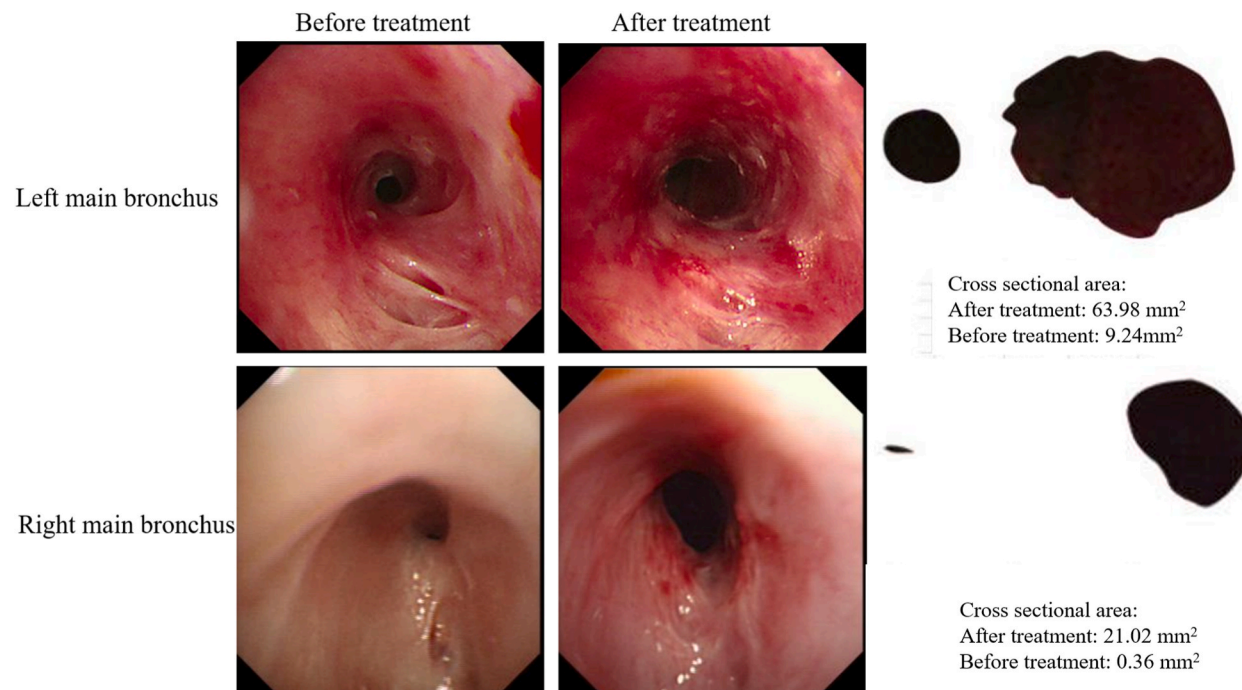 Before treatment
After treatment
Left main bronchus
Cross sectional area:
After treatment: 63.98 mm²
Before treatment: 9.24mm²
Right main bronchus
Cross sectional area:
After treatment: 21.02 mm²
Before treatment: 0.36 mm²